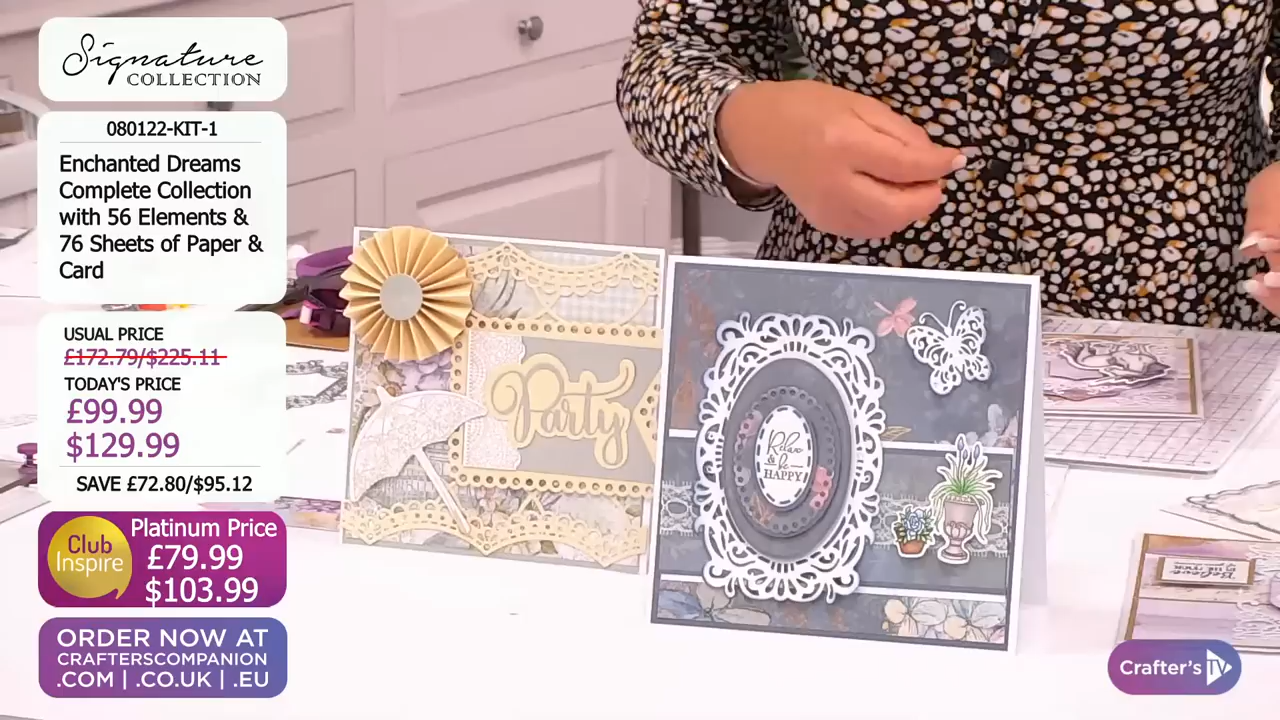 Signature
COLLECTION
080122-KIT-1
Enchanted Dreams
Complete Collection
with 56 Elements &
76 Sheets of Paper &
Card
USUAL PRICE
£172.79/$225.11
TODAY'S PRICE
£99.99
$129.99
SAVE £72.80/$95.12
Club
Inspire
Platinum Price
£79.99
$103.99
ORDER NOW AT
CRAFTERSCOMPANION
.COM | .CO.UK | .EU
Party
Relax
& be
HAPPY
Believe
Crafter's TV